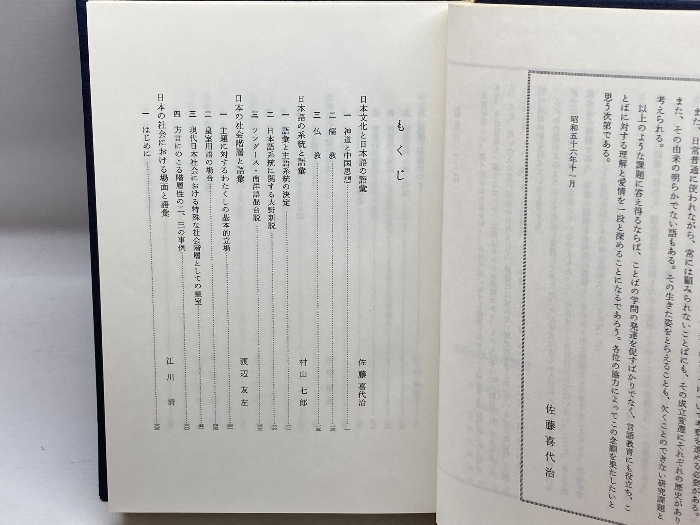 また、日常普通に使われながら、常には顧みられないことばにも、その成立変遷にそれぞれの歴史があり
また、その由来の明らかでない語もある。その生きた姿をとらえることも、欠くことのできない研究課題と
考えられる。
以上のような課題に答え得るならば、ことばの学問の発達を促すばかりでなく、言語教育にも役立ち、こ
とばに対する理解と愛情を一段と深めることになるであろう。各位の協力によってこの念願を果たしたいと
思う次第である。
昭和五十六年十一月
佐藤喜代治
もくじ
日本文化と日本語の語彙 佐藤喜代治
一 神道と中国思想
二 儒教
三 仏教
日本語の系統と語彙 村山七郎
一 語彙と主語系統の決定
二 日本語系統に関する大野新説
三 ツングース・南洋語混合説
日本の社会階層と語彙 渡辺友左
一 主題に対するわたくしの基本的立場
二 皇室用語の場合
三 現代日本社会における特殊な社会階層としての皇室
四 方言にのこる階層性の二、三の事例
日本の社会における場面と語彙 江川清
一 はじめに